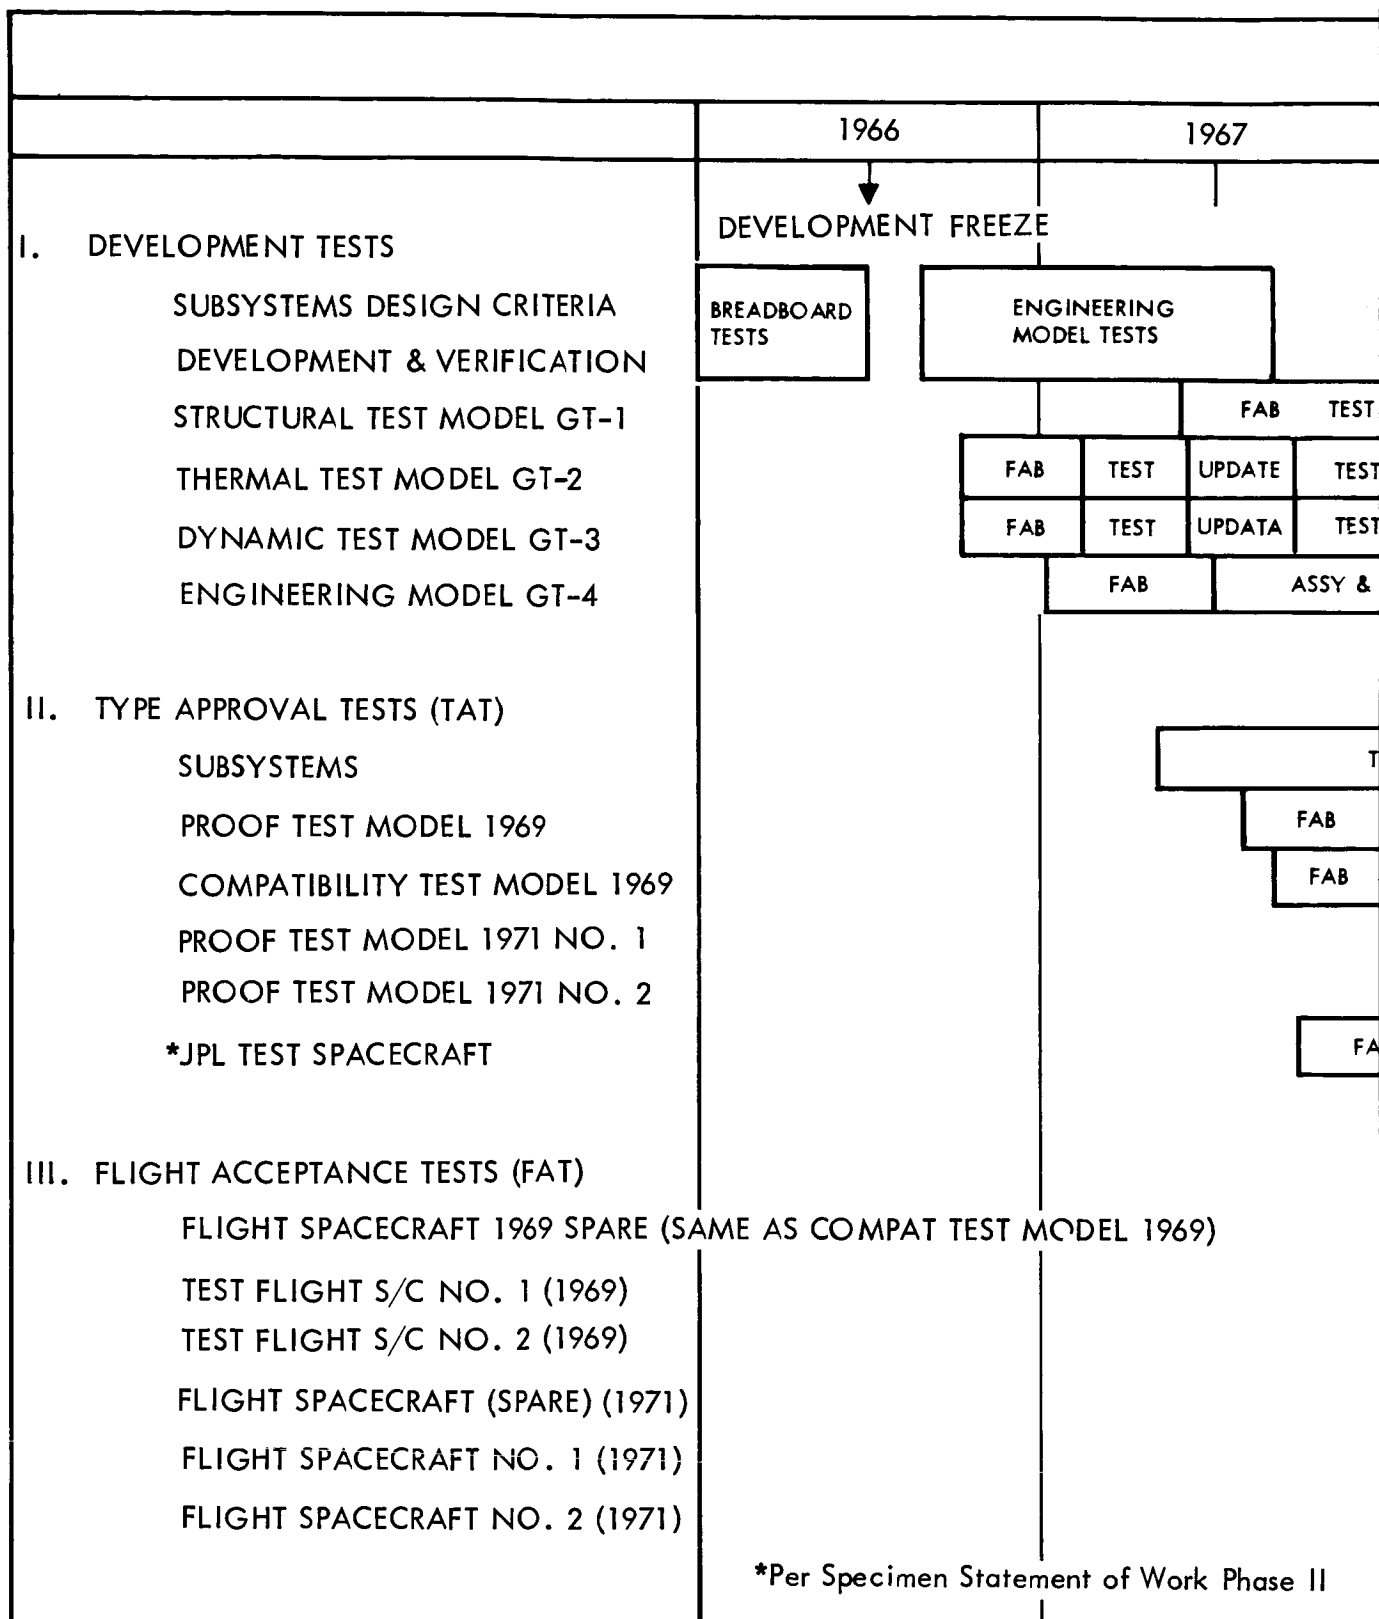 1966 1967
DEVELOPMENT FREEZE
I. DEVELOPMENT TESTS
SUBSYSTEMS DESIGN CRITERIA
BREADBOARD
TESTS
ENGINEERING
MODEL TESTS
DEVELOPMENT & VERIFICATION
STRUCTURAL TEST MODEL GT-1 FAB TEST
THERMAL TEST MODEL GT-2 FAB TEST UPDATE TEST
DYNAMIC TEST MODEL GT-3 FAB TEST UPDATA TEST
ENGINEERING MODEL GT-4 FAB ASSY &
II. TYPE APPROVAL TESTS (TAT)
SUBSYSTEMS T
PROOF TEST MODEL 1969 FAB
COMPATIBILITY TEST MODEL 1969 FAB
PROOF TEST MODEL 1971 NO. 1
PROOF TEST MODEL 1971 NO. 2
*JPL TEST SPACECRAFT FA
III. FLIGHT ACCEPTANCE TESTS (FAT)
FLIGHT SPACECRAFT 1969 SPARE (SAME AS COMPAT TEST MODEL 1969)
TEST FLIGHT S/C NO. 1 (1969)
TEST FLIGHT S/C NO. 2 (1969)
FLIGHT SPACECRAFT (SPARE) (1971)
FLIGHT SPACECRAFT NO. 1 (1971)
FLIGHT SPACECRAFT NO. 2 (1971)
*Per Specimen Statement of Work Phase II